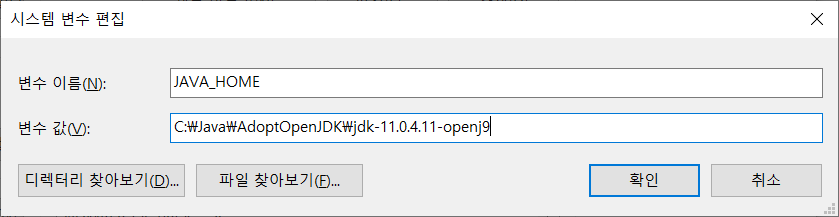 시스템 변수 편집
변수 이름(N): JAVA_HOME
변수 값(V): C:₩Java₩AdoptOpenJDK₩jdk-11.0.4.11-openj9
디렉터리 찾아보기(D)... 파일 찾아보기(F)... 확인 취소